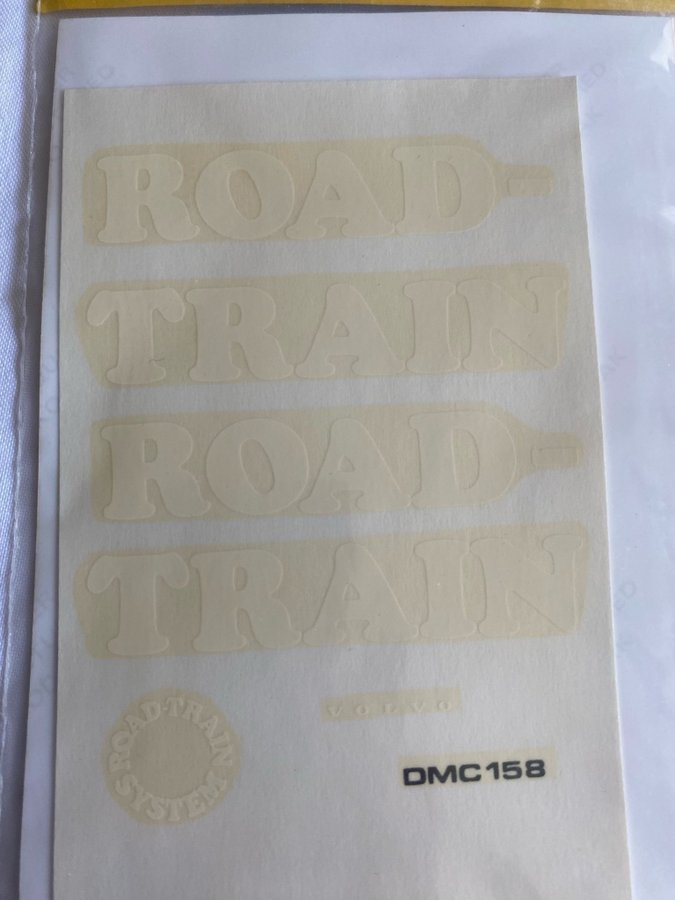 ROAD-
TRAIN
ROAD-
TRAIN
ROAD-TRAIN
SYSTEM
VOLVO
DMC158